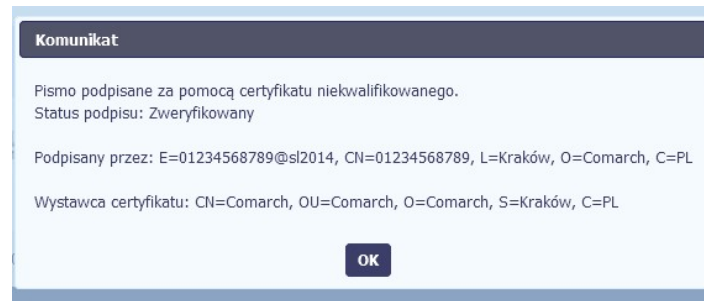 Komunikat
Pismo podpisane za pomocą certyfikatu niekwalifikowanego.
Status podpisu: Zweryfikowany
Podpisany przez: E=01234568789@sl2014, CN=01234568789, L=Kraków, O=Comarch, C=PL
Wystawca certyfikatu: CN=Comarch, OU=Comarch, O=Comarch, S=Kraków, C=PL
OK